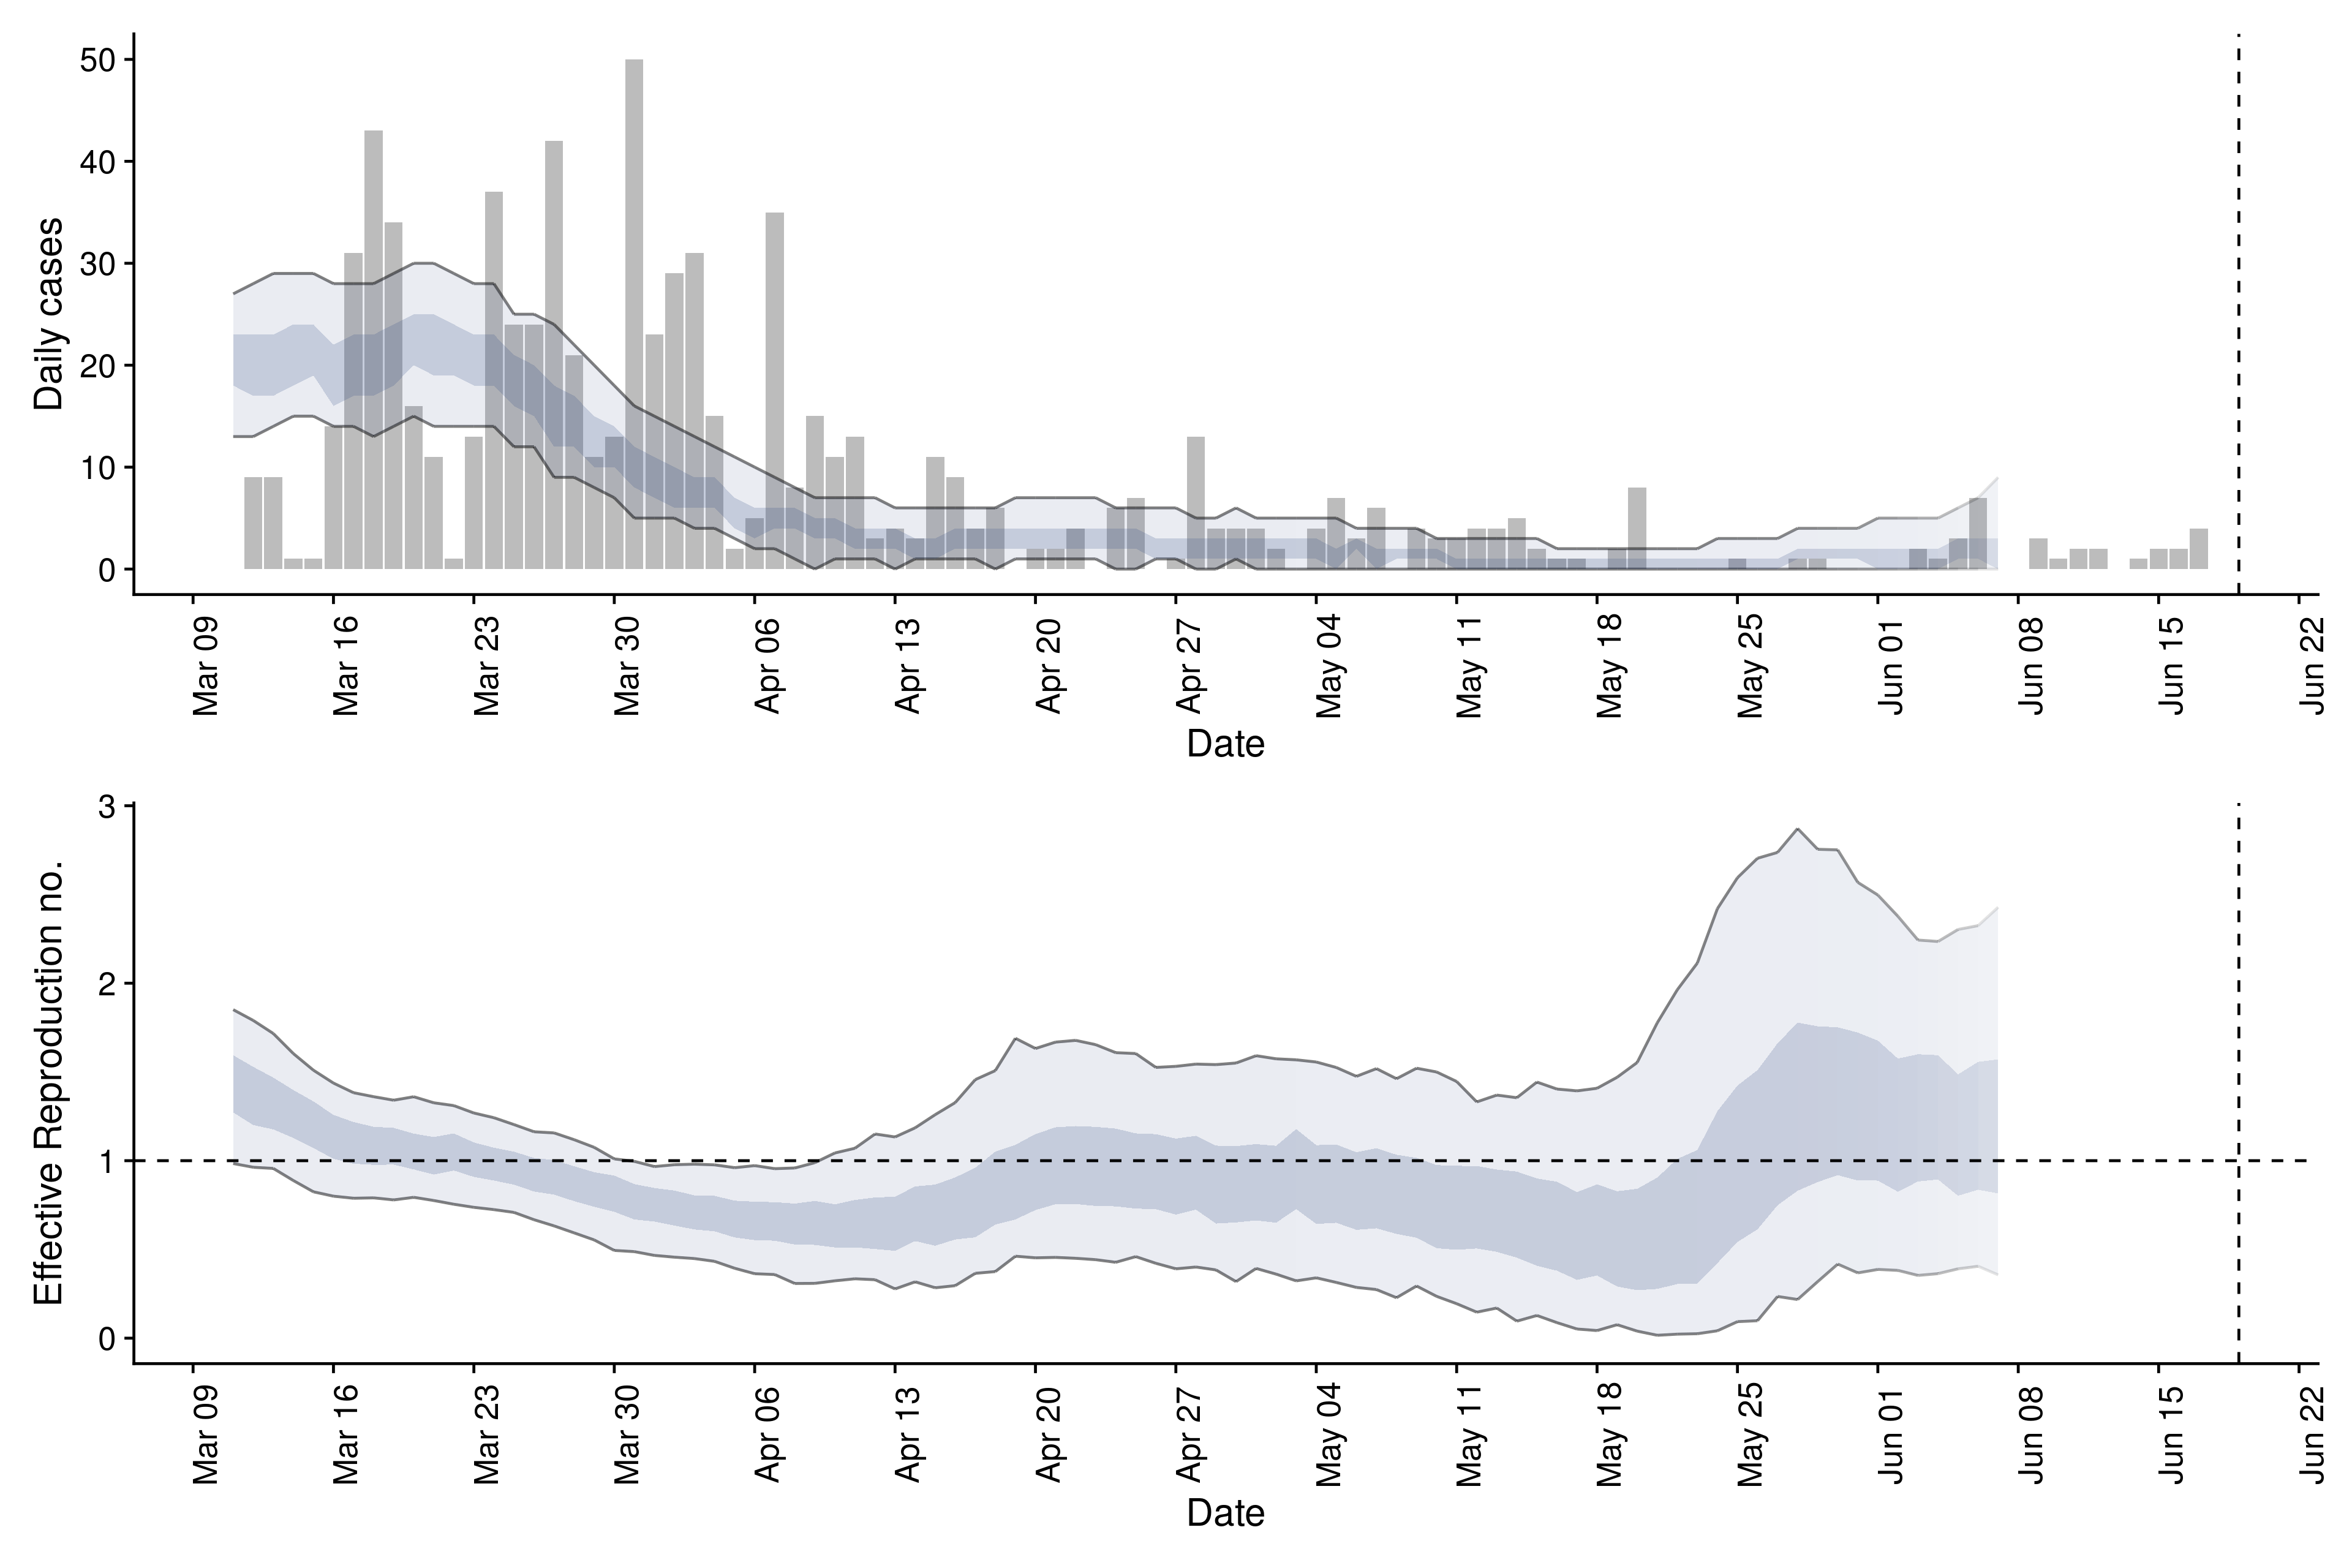 50
40
30
20
10
0
Daily cases
Mar 09
Mar 16
Mar 23
Mar 30
Apr 06
Apr 13
Apr 20
Apr 27
May 04
May 11
May 18
May 25
Jun 01
Jun 08
Jun 15
Jun 22
Date
3
2
1
0
Effective Reproduction no.
Mar 09
Mar 16
Mar 23
Mar 30
Apr 06
Apr 13
Apr 20
Apr 27
May 04
May 11
May 18
May 25
Jun 01
Jun 08
Jun 15
Jun 22
Date